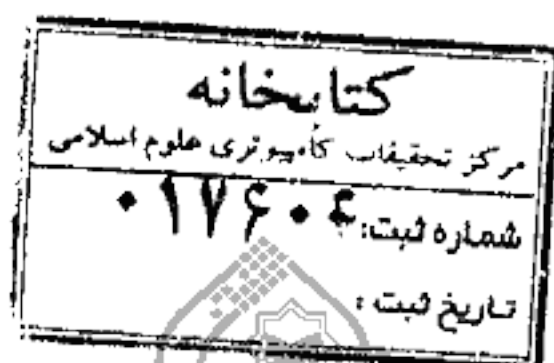 کتابخانه
مرکز تحقیقات کامپیوتری علوم اسلامی
شماره ثبت: ۰۱۷۶۰۴
تاریخ ثبت :